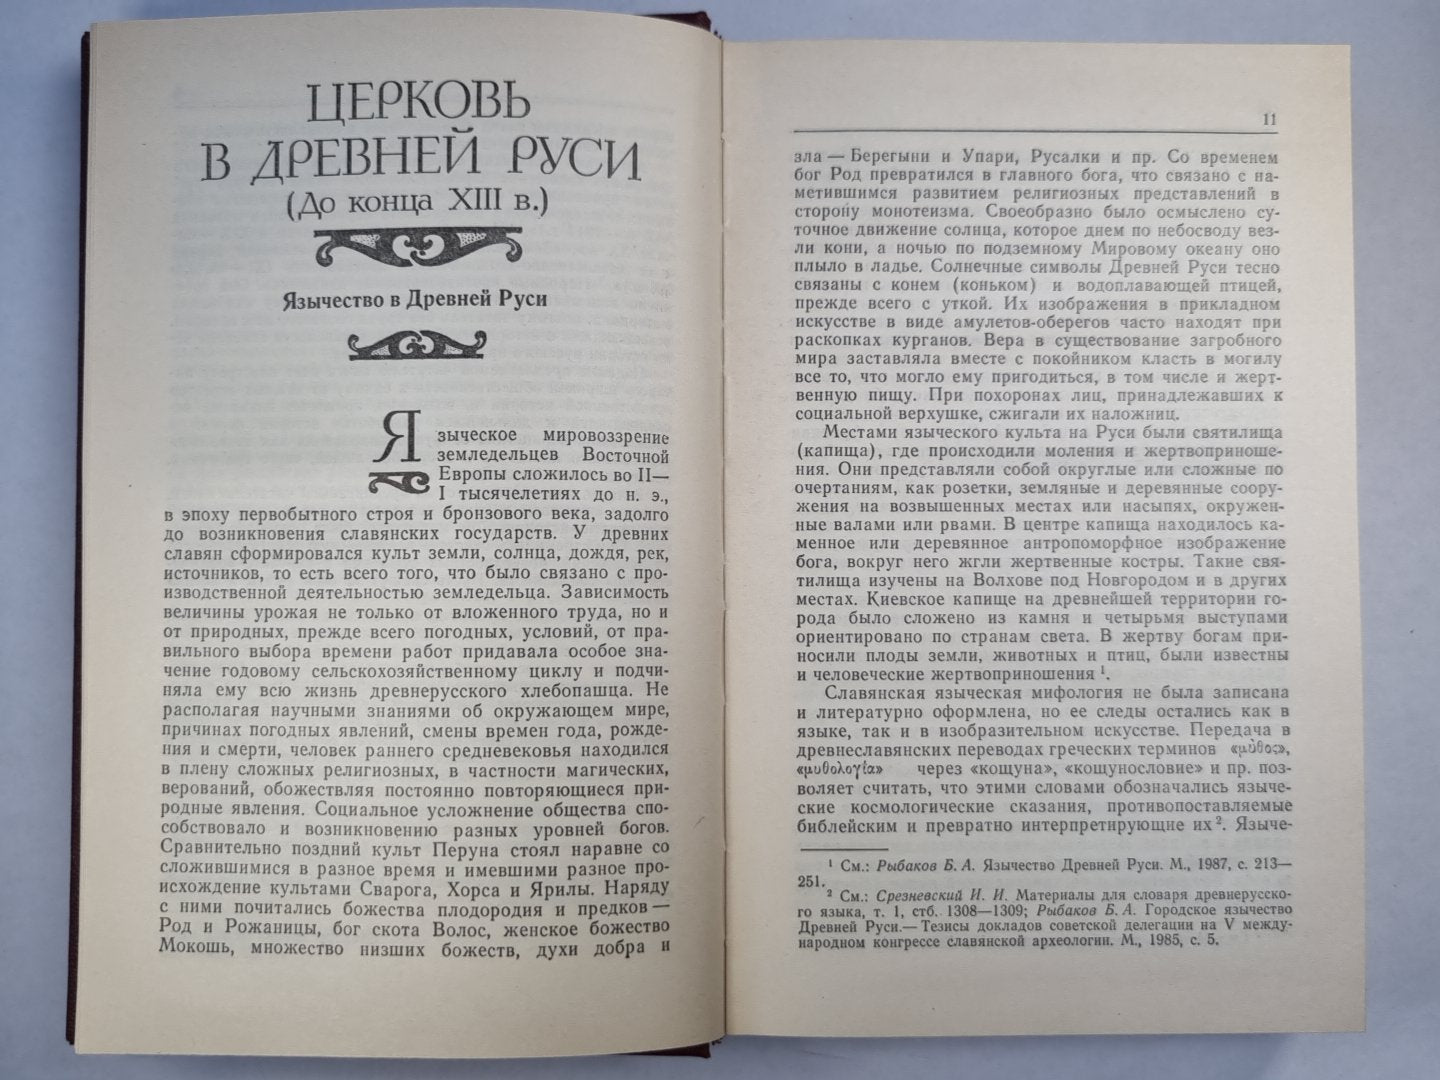 ЦЕРКОВЬ
В ДРЕВНЕЙ РУСИ
(До конца XIII в.)
Язычество в Древней Руси
Языческое мировоззрение
земледельцев Восточной
Европы сложилось во II—
I тысячелетиях до н. э.,
в эпоху первобытного строя и бронзового века, задолго
до возникновения славянских государств. У древних
славян сформировался культ земли, солнца, дождя, рек,
источников, то есть всего того, что было связано с про-
изводственной деятельностью земледельца. Зависимость
величины урожая не только от вложенного труда, но и
от природных, прежде всего погодных, условий, от пра-
вильного выбора времени работ придавала особое зна-
чение годовому сельскохозяйственному циклу и подчи-
няла ему всю жизнь древнерусского хлебопашца. Не
располагая научными знаниями об окружающем мире,
причинах погодных явлений, смены времен года, рожде-
ния и смерти, человек раннего средневековья находился
в плену сложных религиозных, в частности магических,
верований, обожествляя постоянно повторяющиеся при-
родные явления. Социальное усложнение общества спо-
собствовало и возникновению разных уровней богов.
Сравнительно поздний культ Перуна стоял наравне со
сложившимися в разное время и имевшими разное про-
исхождение культами Сварога, Хорса и Ярилы. Наряду
с ними почитались божества плодородия и предков —
Род и Рожаницы, бог скота Волос, женское божество
Мокошь, множество низших божеств, духи добра и
11
зла — Берегыни и Упари, Русалки и пр. Со временем
бог Род превратился в главного бога, что связано с на-
метившимся развитием религиозных представлений в
сторону монотеизма. Своеобразно было осмыслено су-
точное движение солнца, которое днем по небосводу вез-
ли кони, а ночью по подземному Мировому океану оно
плыло в ладье. Солнечные символы Древней Руси тесно
связаны с конем (коньком) и водоплавающей птицей,
прежде всего с уткой. Их изображения в прикладном
искусстве в виде амулетов-оберегов часто находят при
раскопках курганов. Вера в существование загробного
мира заставляла вместе с покойником класть в могилу
все то, что могло ему пригодиться, в том числе и жерт-
венную пищу. При похоронах лиц, принадлежавших к
социальной верхушке, сжигали их наложниц.
Местами языческого культа на Руси были святилища
(капища), где происходили моления и жертвоприноше-
ния. Они представляли собой округлые или сложные по
очертаниям, как розетки, земляные и деревянные соору-
жения на возвышенных местах или насыпях, окружен-
ные валами или рвами. В центре капища находилось ка-
менное или деревянное антропоморфное изображение
бога, вокруг него жгли жертвенные костры. Такие свя-
тилища изучены на Волхове под Новгородом и в других
местах. Киевское капище на древнейшей территории го-
рода было сложено из камня и четырьмя выступами
ориентировано по странам света. В жертву богам при-
носили плоды земли, животных и птиц, были известны
и человеческие жертвоприношения ¹.
Славянская языческая мифология не была записана
и литературно оформлена, но ее следы остались как в
языке, так и в изобразительном искусстве. Передача в
древнеславянских переводах греческих терминов «μῦθος»,
«μυθολογία» через «кощуна», «кощунословие» и пр. поз-
воляет считать, что этими словами обозначались языче-
ские космологические сказания, противопоставляемые
библейским и превратно интерпретирующие их ². Языче-
¹ См.: Рыбаков Б. А. Язычество Древней Руси. М., 1987, с. 213—
251.
² См.: Срезневский И. И. Материалы для словаря древнерусско-
го языка, т. 1, стб. 1308—1309; Рыбаков Б. А. Городское язычество
Древней Руси.— Тезисы докладов советской делегации на V между-
народном конгрессе славянской археологии. М., 1985, с. 5.